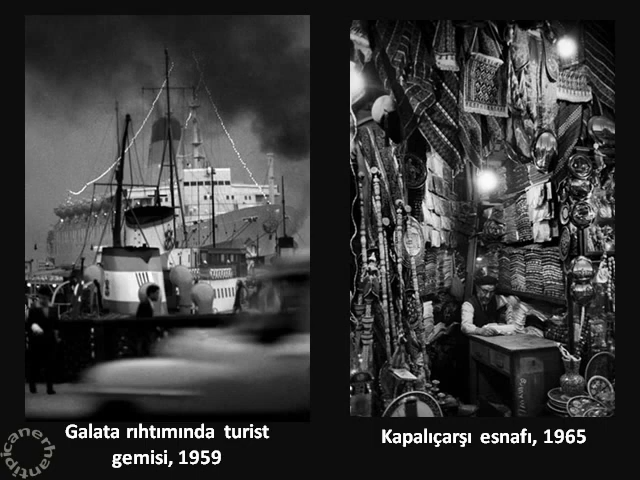 Galata rıhtımında turist
gemisi, 1959
Kapalıçarşı esnafı, 1965